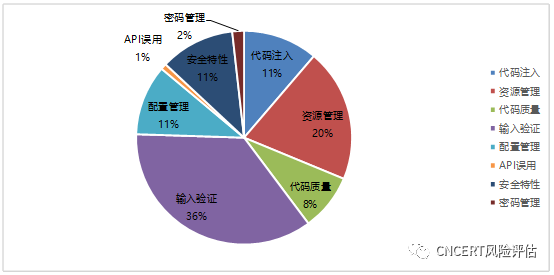 密码管理
2%
API误用
1%
安全特性
11%
代码注入
11%
配置管理
11%
资源管理
20%
代码质量
8%
输入验证
36%
代码注入
资源管理
代码质量
输入验证
配置管理
API误用
安全特性
密码管理
CNCERT风险评估